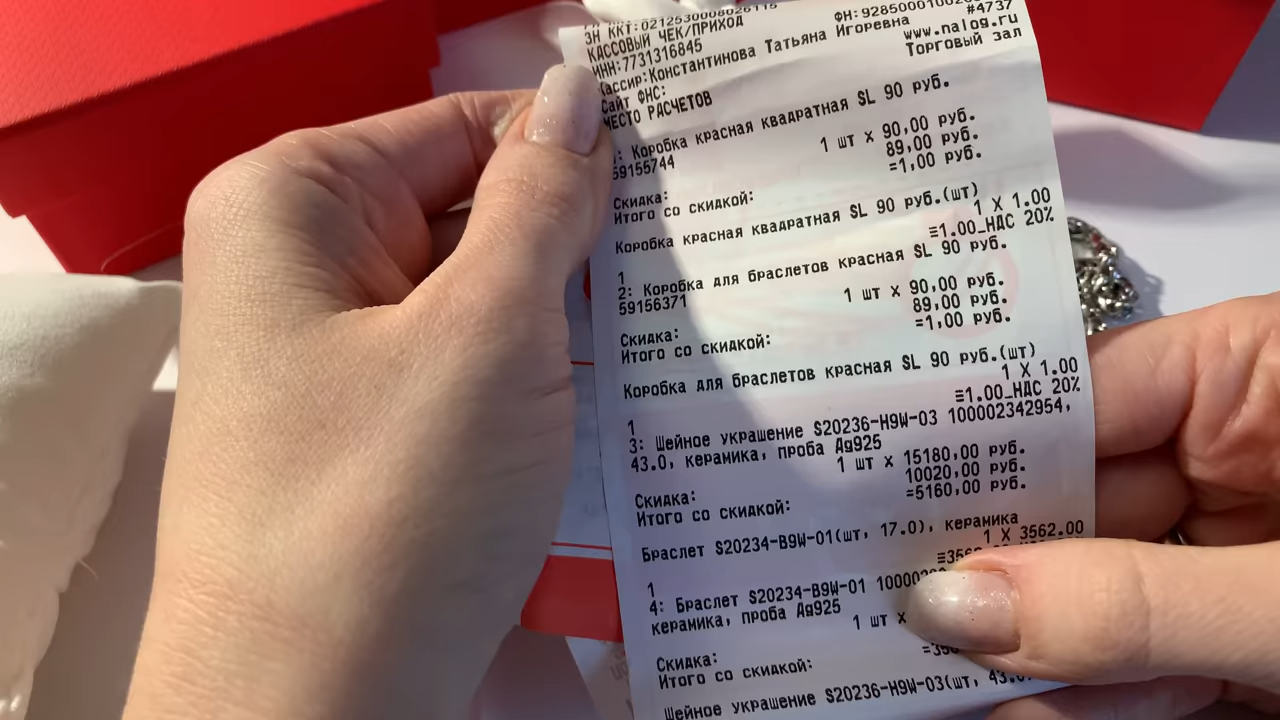 ЗН ККТ:0212530008026115
КАССОВЫЙ ЧЕК/ПРИХОД ФН:92850001002
ИНН:7731316845 #4737
Кассир:Константинова Татьяна Игоревна www.nalog.ru
Сайт ФНС: Торговый зал
МЕСТО РАСЧЕТОВ
: Коробка красная квадратная SL 90 руб.
59155744 1 шт X 90,00 руб.
89,00 руб.
Скидка: =1,00 руб.
Итого со скидкой:
Коробка красная квадратная SL 90 руб.(шт)
1 X 1.00
1 ≡1.00_НДС 20%
2: Коробка для браслетов красная SL 90 руб.
59156371 1 шт X 90,00 руб.
89,00 руб.
Скидка: =1,00 руб.
Итого со скидкой:
Коробка для браслетов красная SL 90 руб.(шт)
1 X 1.00
1 ≡1.00_НДС 20%
3: Шейное украшение S20236-H9W-03 100002342954,
43.0, керамика, проба Ag925
1 шт X 15180,00 руб.
Скидка: 10020,00 руб.
Итого со скидкой: =5160,00 руб.
Браслет S20234-B9W-01(шт, 17.0), керамика
1 X 3562.00
1
4: Браслет S20234-B9W-01
керамика, проба Ag925
1 шт X
Скидка:
Итого со скидкой:
Шейное украшение S20236-H9W-03(шт,